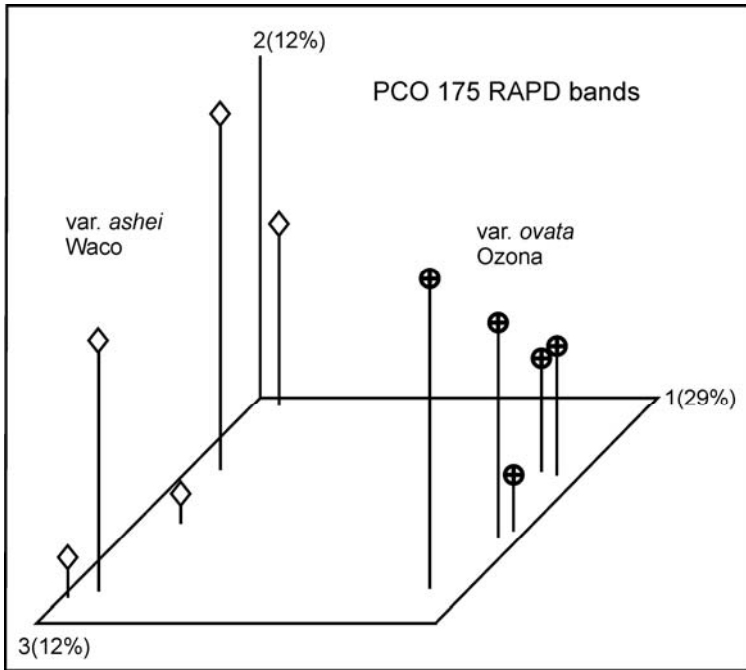 2(12%)
PCO 175 RAPD bands
var. ashei
Waco
var. ovata
Ozona
1(29%)
3(12%)